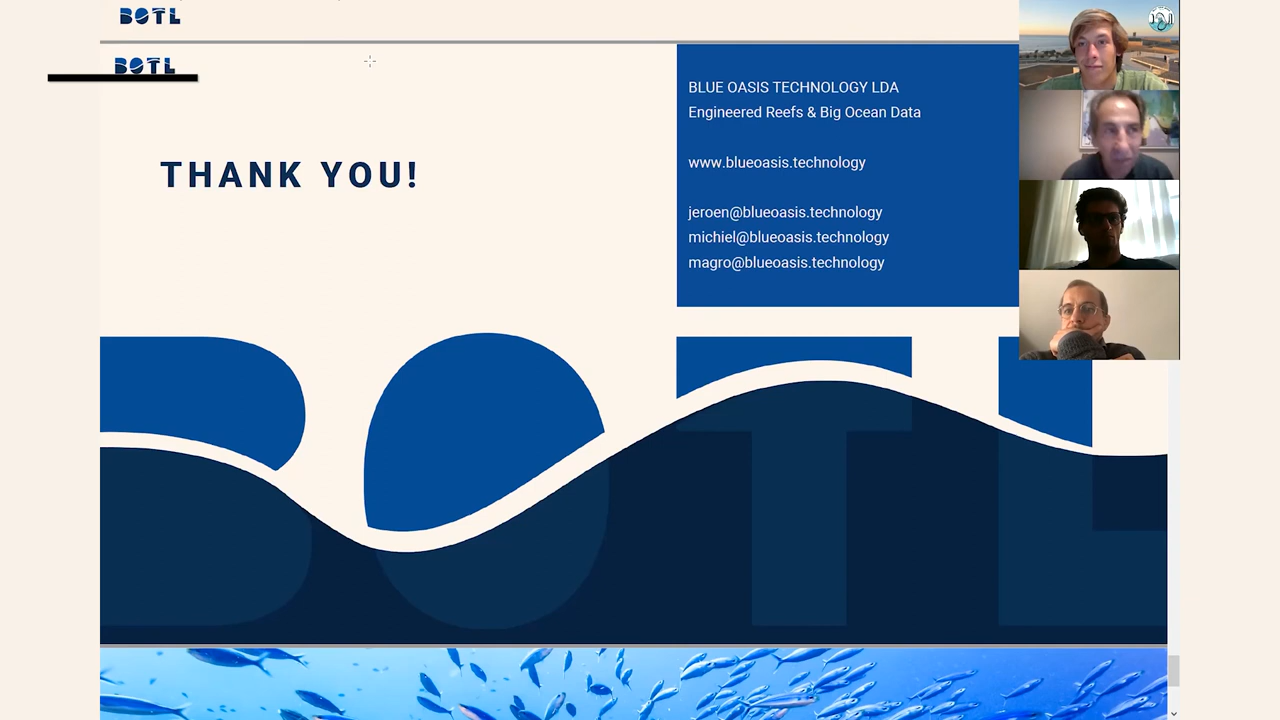 BOTL
BOTL
THANK YOU!
BLUE OASIS TECHNOLOGY LDA
Engineered Reefs & Big Ocean Data
www.blueoasis.technology
jeroen@blueoasis.technology
michiel@blueoasis.technology
magro@blueoasis.technology
BOTL